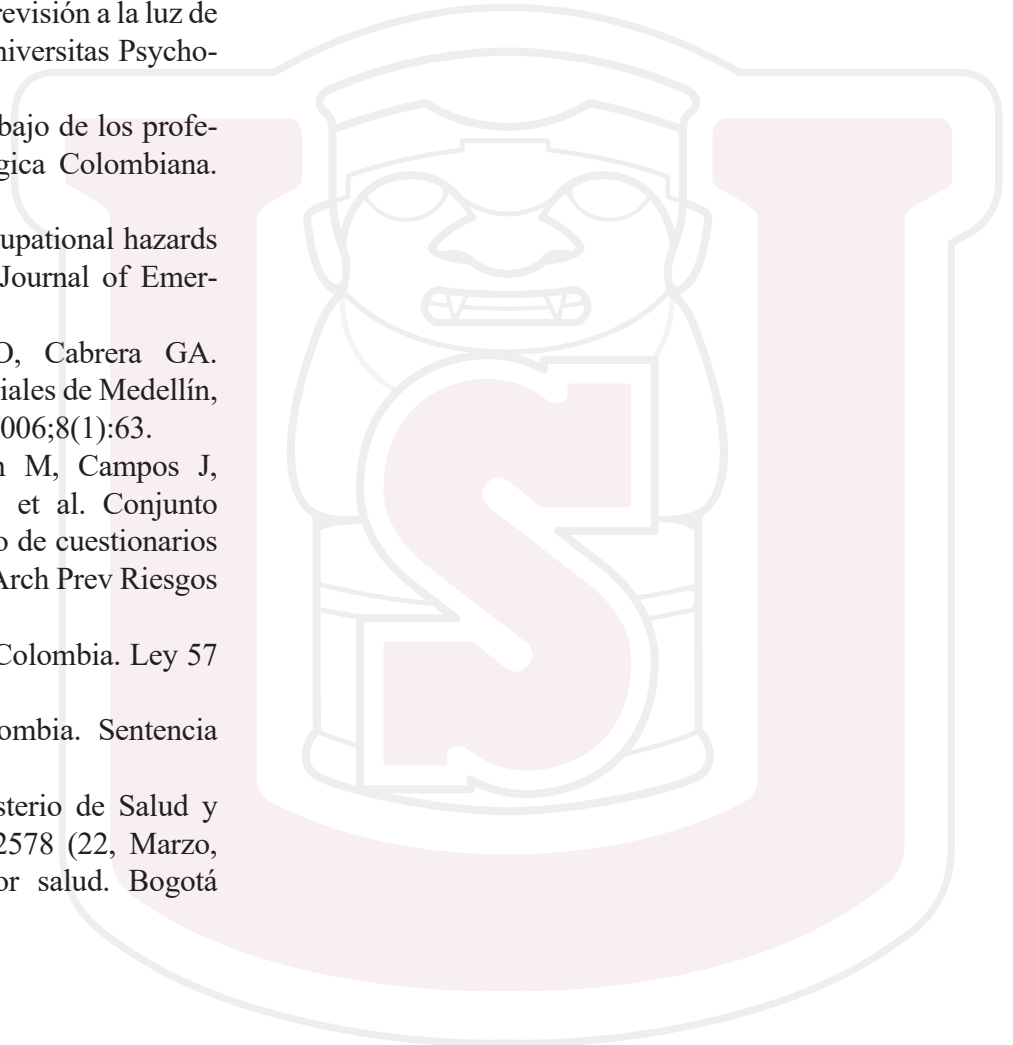 revisión a la luz de
niversitas Psycho-
bajo de los profe-
gica Colombiana.
upational hazards
Journal of Emer-
O, Cabrera GA.
iales de Medellín,
006;8(1):63.
n M, Campos J,
et al. Conjunto
o de cuestionarios
Arch Prev Riesgos
Colombia. Ley 57
ombia. Sentencia
sterio de Salud y
2578 (22, Marzo,
or salud. Bogotá